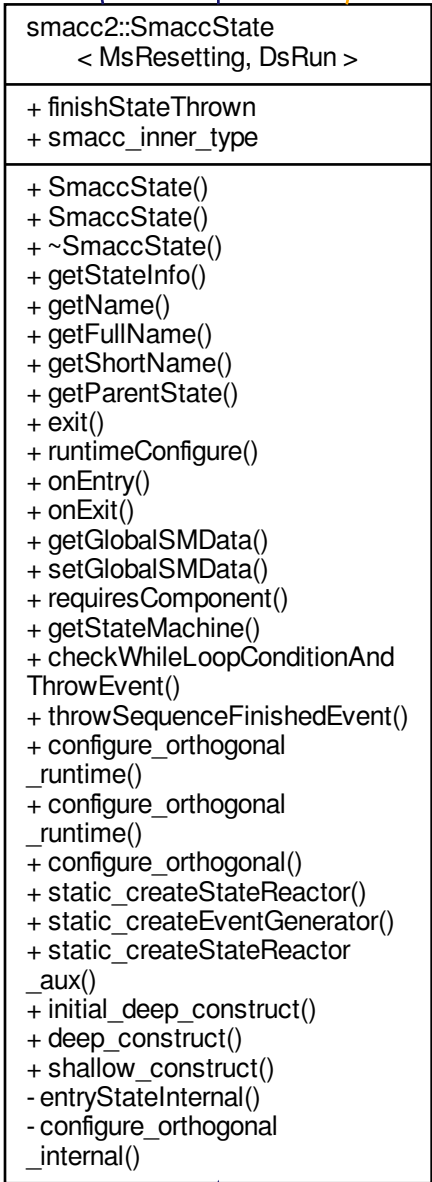 smacc2::SmaccState
< MsResetting, DsRun >
+ finishStateThrown
+ smacc_inner_type
+ SmaccState()
+ SmaccState()
+ ~SmaccState()
+ getStateInfo()
+ getName()
+ getFullName()
+ getShortName()
+ getParentState()
+ exit()
+ runtimeConfigure()
+ onEntry()
+ onExit()
+ getGlobalSMData()
+ setGlobalSMData()
+ requiresComponent()
+ getStateMachine()
+ checkWhileLoopConditionAnd
ThrowEvent()
+ throwSequenceFinishedEvent()
+ configure_orthogonal
_runtime()
+ configure_orthogonal
_runtime()
+ configure_orthogonal()
+ static_createStateReactor()
+ static_createEventGenerator()
+ static_createStateReactor
_aux()
+ initial_deep_construct()
+ deep_construct()
+ shallow_construct()
- entryStateInternal()
- configure_orthogonal
_internal()